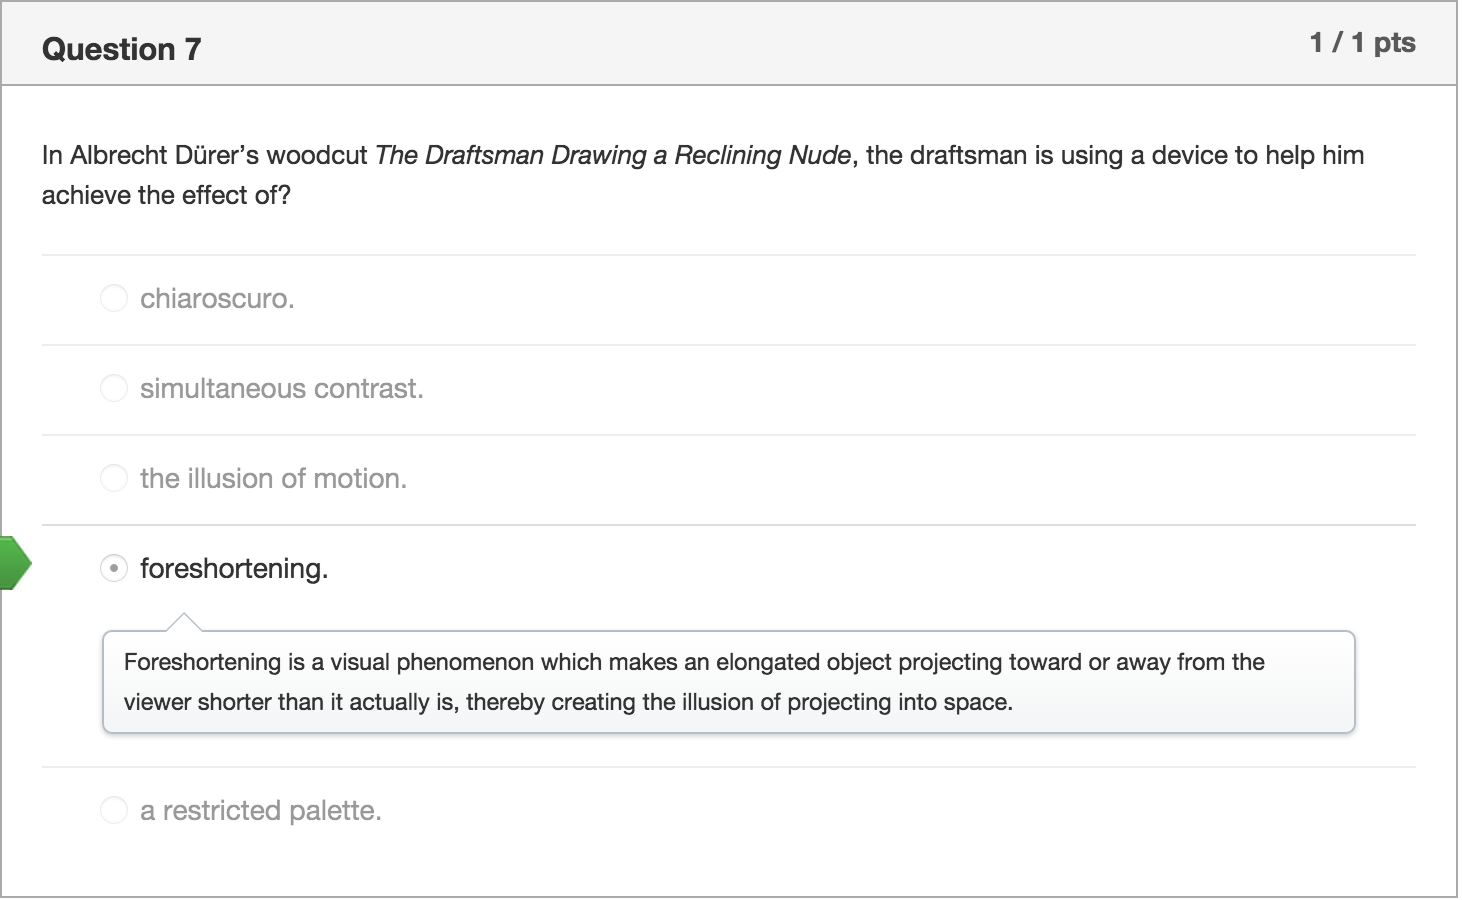 Question 7
1 / 1 pts
In Albrecht Dürer’s woodcut The Draftsman Drawing a Reclining Nude, the draftsman is using a device to help him
achieve the effect of?
chiaroscuro.
simultaneous contrast.
the illusion of motion.
foreshortening.
Foreshortening is a visual phenomenon which makes an elongated object projecting toward or away from the
viewer shorter than it actually is, thereby creating the illusion of projecting into space.
a restricted palette.